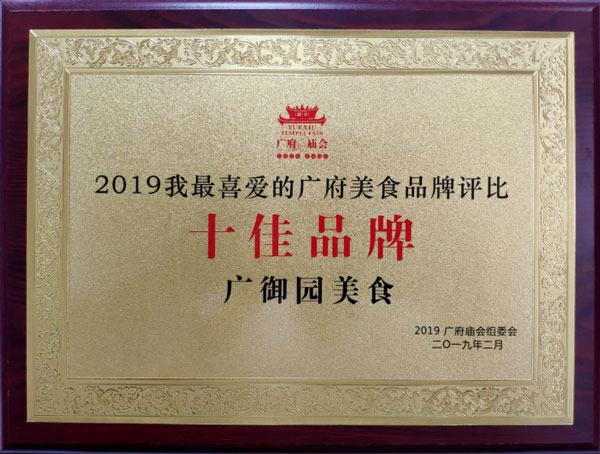 YUEXIU
TEMPLE FAIR
广府 庙会
2019我最喜爱的广府美食品牌评比
十佳品牌
广御园美食
2019 广府庙会组委会
二〇一九年二月